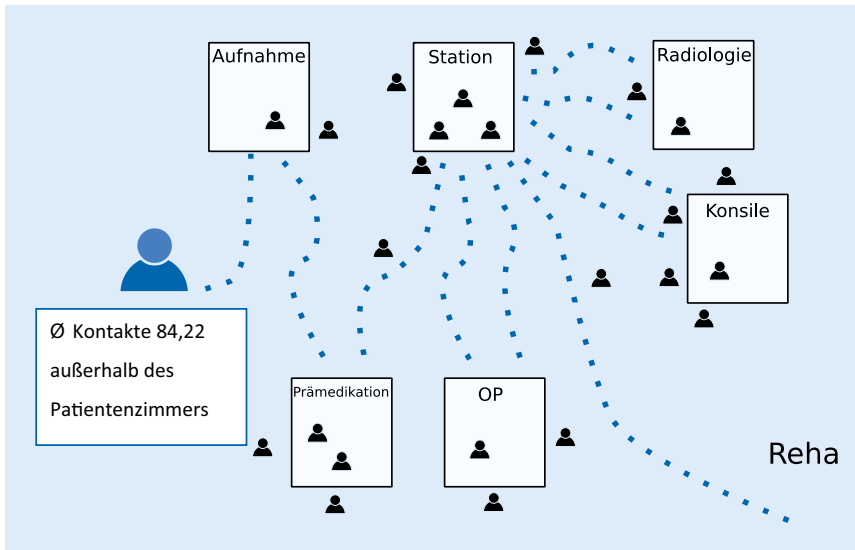 Aufnahme
Station
Radiologie
Konsile
Ø Kontakte 84,22
außerhalb des
Patientenzimmers
Prämedikation
OP
Reha